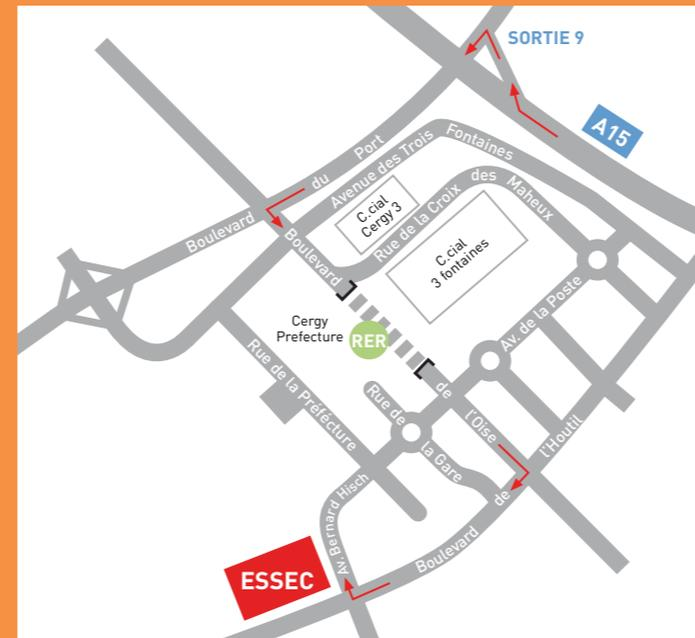 SORTIE 9
A15
Boulevard du Port
Avenue des Trois Fontaines
C.cial
Cergy 3
Rue de la Croix des Maheux
C.cial
3 fontaines
Boulevard de l'Oise
Cergy
Prefecture
RER
Av. de la Poste
Rue de la Préfécture
Rue de la Gare
Av. Bernard Hisch
Boulevard de l'Houtil
ESSEC